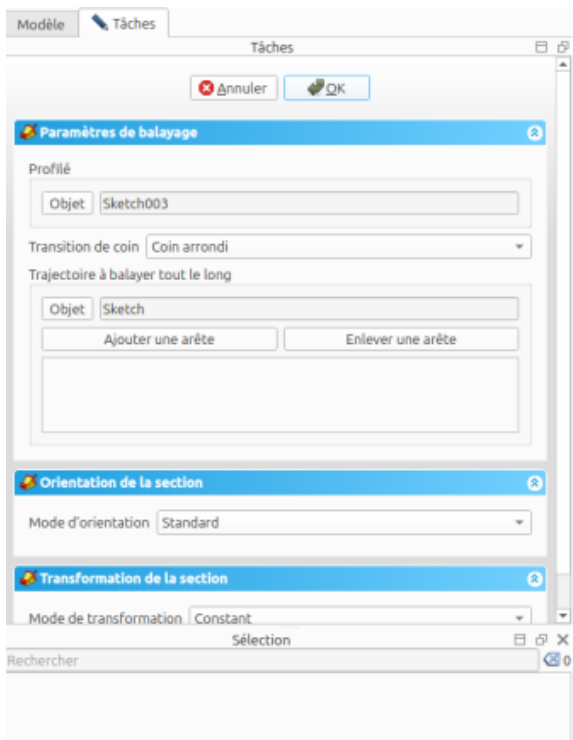 Modèle Tâches
Tâches
Annuler OK
Paramètres de balayage
Profilé
Objet Sketch003
Transition de coin Coin arrondi
Trajectoire à balayer tout le long
Objet Sketch
Ajouter une arête Enlever une arête
Orientation de la section
Mode d'orientation Standard
Transformation de la section
Mode de transformation Constant
Sélection
Rechercher 0